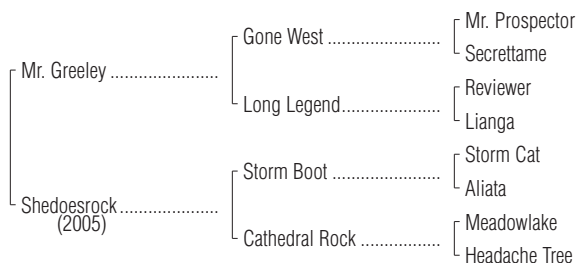 Mr. Prospector
Gone West ........................
Secrettame
Mr. Greeley .......................
Reviewer
Long Legend.....................
Lianga
Storm Cat
Storm Boot .......................
Aliata
Shedoesrock.....................
(2005)
Meadowlake
Cathedral Rock .................
Headache Tree